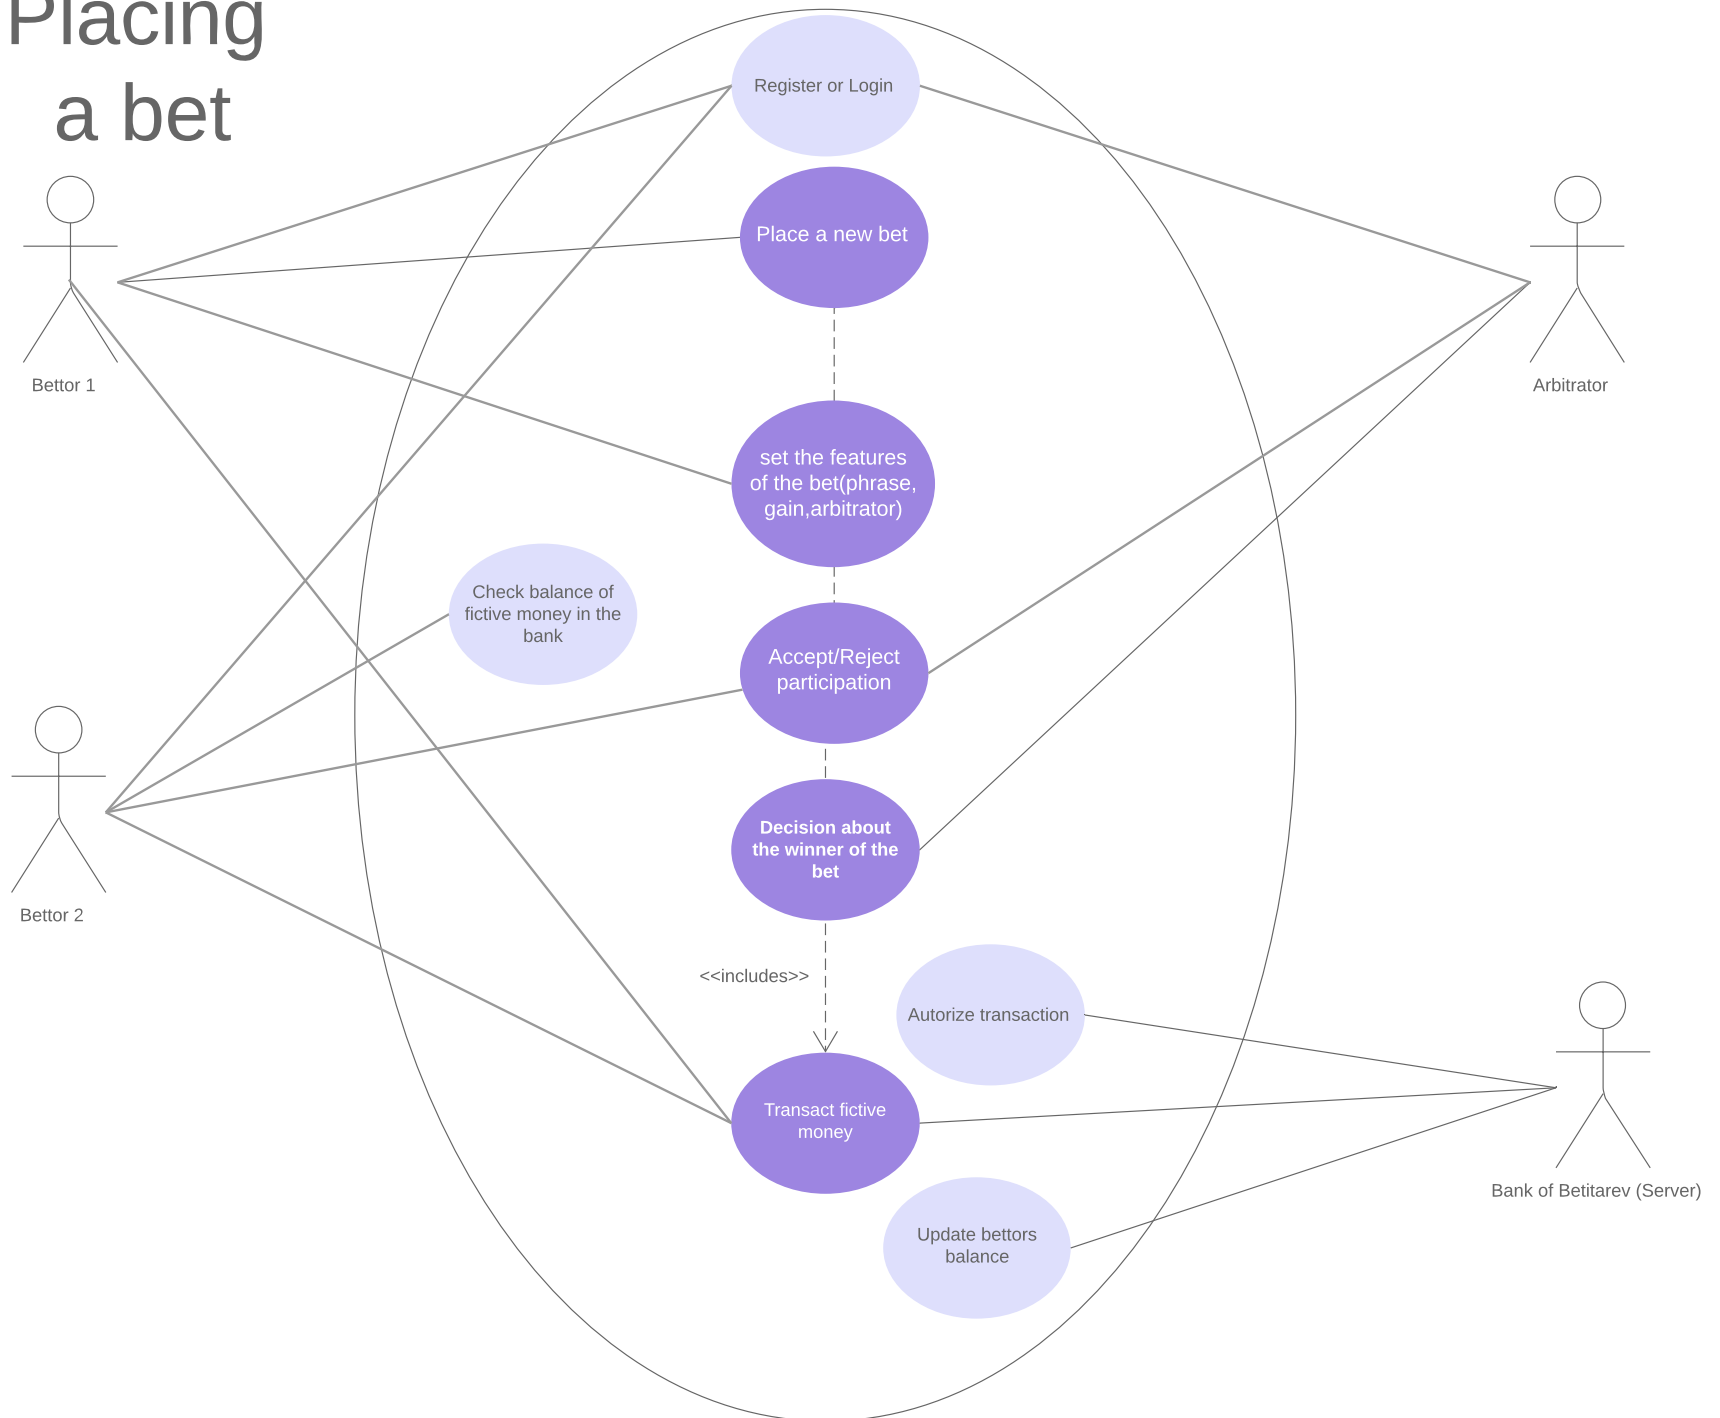 Placing
a bet
Register or Login
Place a new bet
Bettor 1
Arbitrator
set the features
of the bet(phrase,
gain,arbitrator)
Check balance of
fictive money in the
bank
Accept/Reject
participation
Decision about
the winner of the
bet
Bettor 2
<<includes>>
Autorize transaction
Transact fictive
money
Bank of Betitarev (Server)
Update bettors
balance